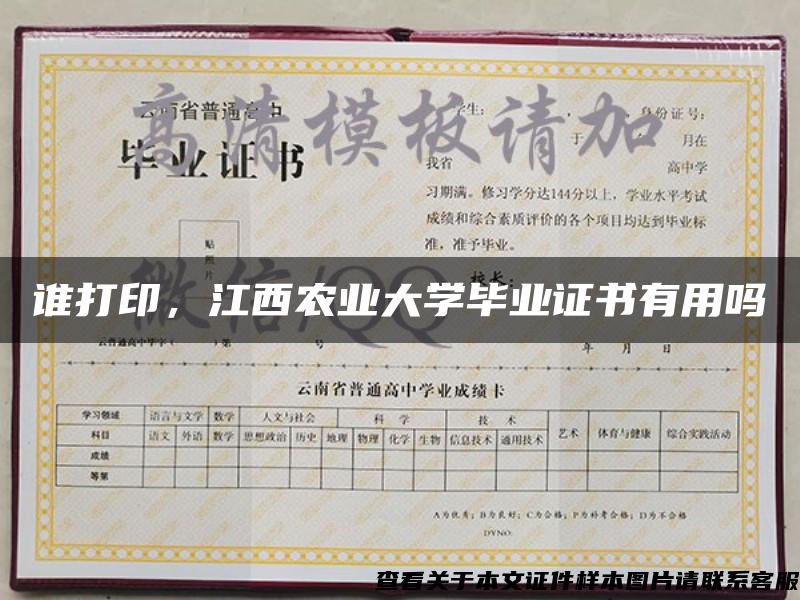 高清模板请加
云南省普通高中
毕业证书
学生: , , 身份证号:
于 月在
我省 高中学
习期满。修习学分达144分以上，学业水平考试
成绩和综合素质评价的各个项目均达到毕业标
准，准予毕业。
贴
照
片
微信/QQ
校长:
谁打印，江西农业大学毕业证书有用吗
云普通高中毕字( )第 号
年 月 日
云南省普通高中学业成绩卡
学习领域 语言与文学 数学 人文与社会 科 学 技 术 艺术 体育与健康 综合实践活动
科目 语文 外语 数学 思想政治 历史 地理 物理 化学 生物 信息技术 通用技术
成绩
等第
A为优秀; B为良好; C为合格; P为补考合格; D为不合格
DYNO:
查看关于本文证件样本图片请联系客服